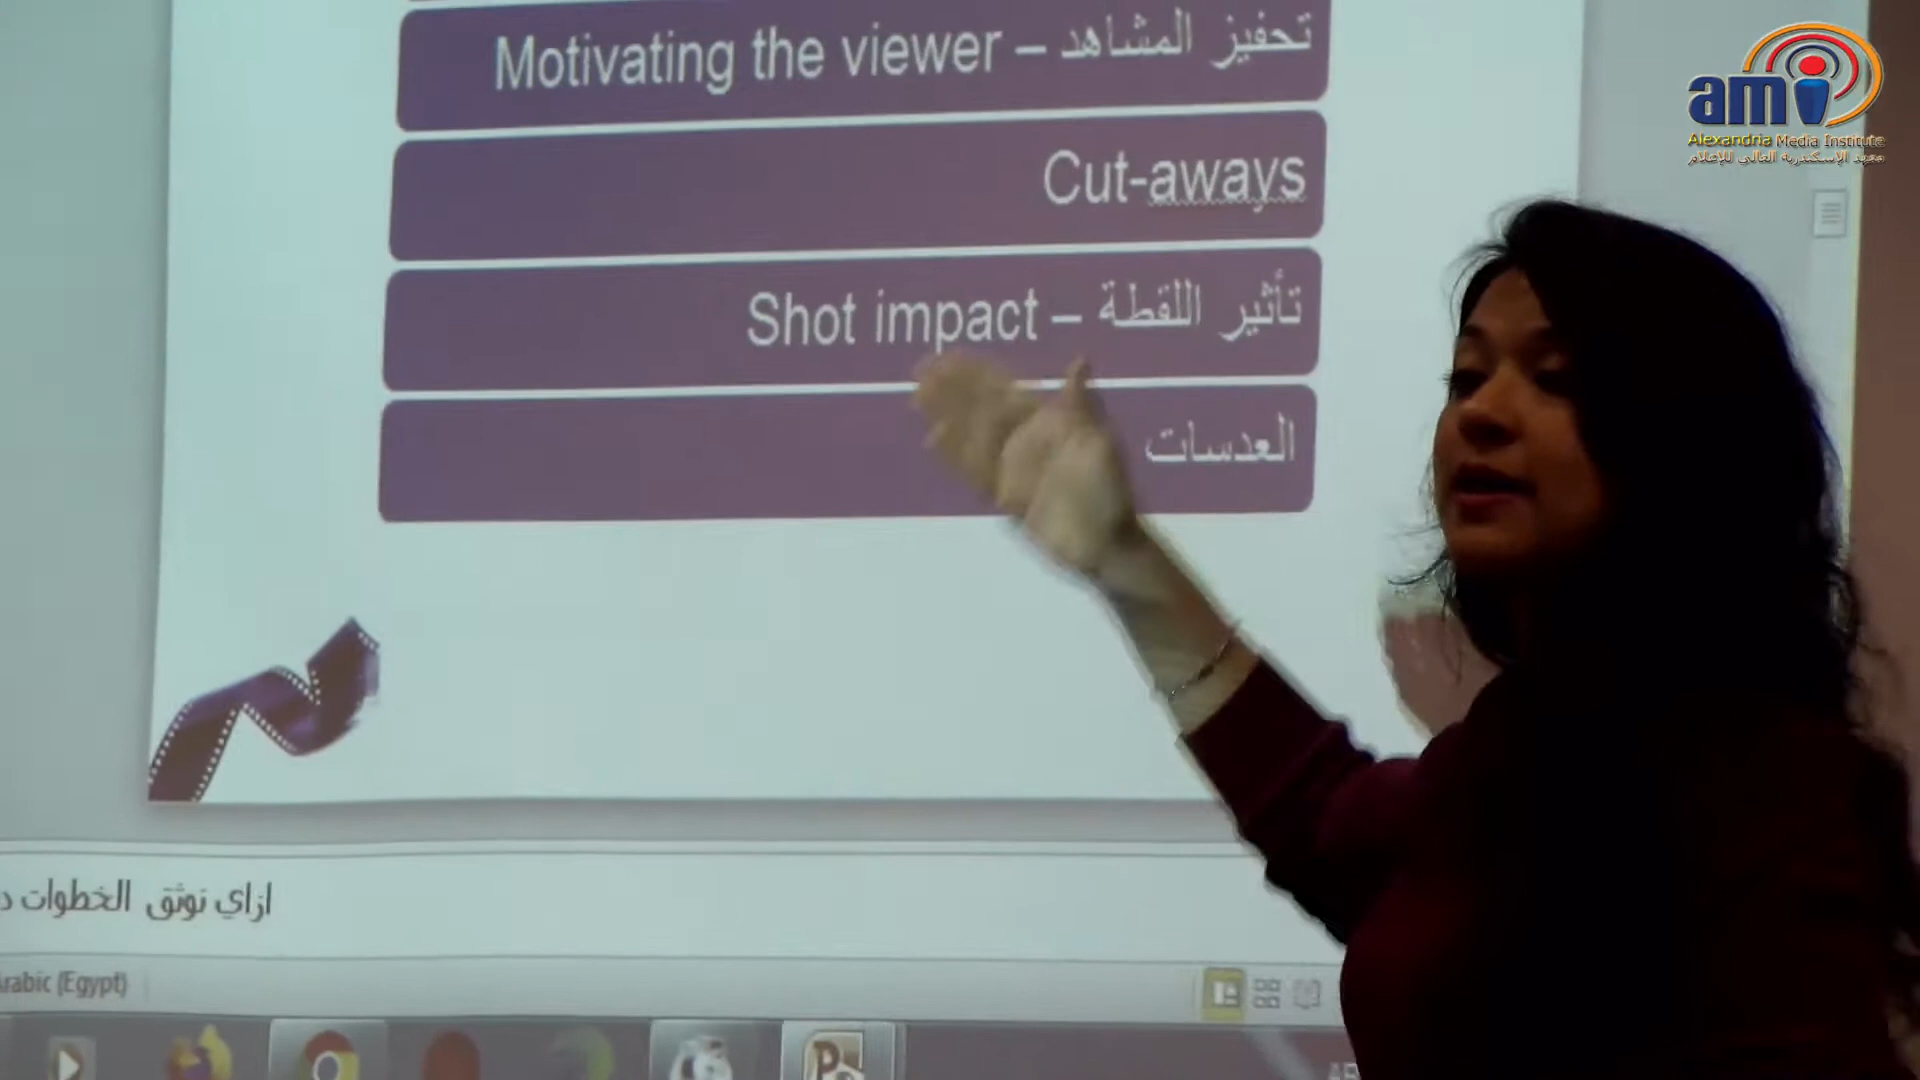 Motivating the viewer – تحفيز المشاهد
Cut-aways
Shot impact – تأثير اللقطة
العدسات
ازاي نوثق الخطوات
Arabic (Egypt)
ami
Alexandria Media Institute
معهد الإسكندرية العالي للإعلام